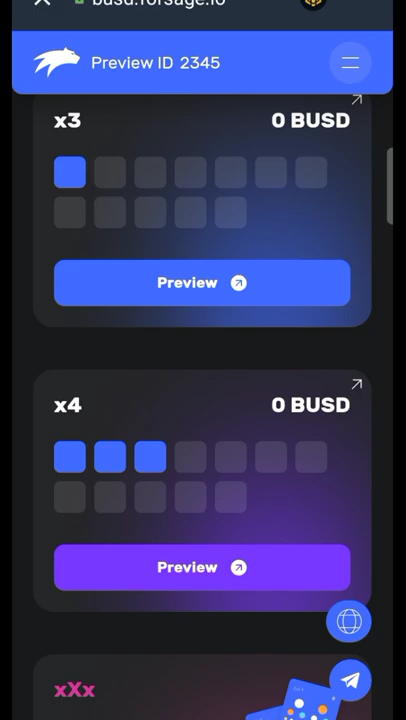 busd.forsage.io
Preview ID 2345
x3 0 BUSD
Preview
x4 0 BUSD
Preview
xXx